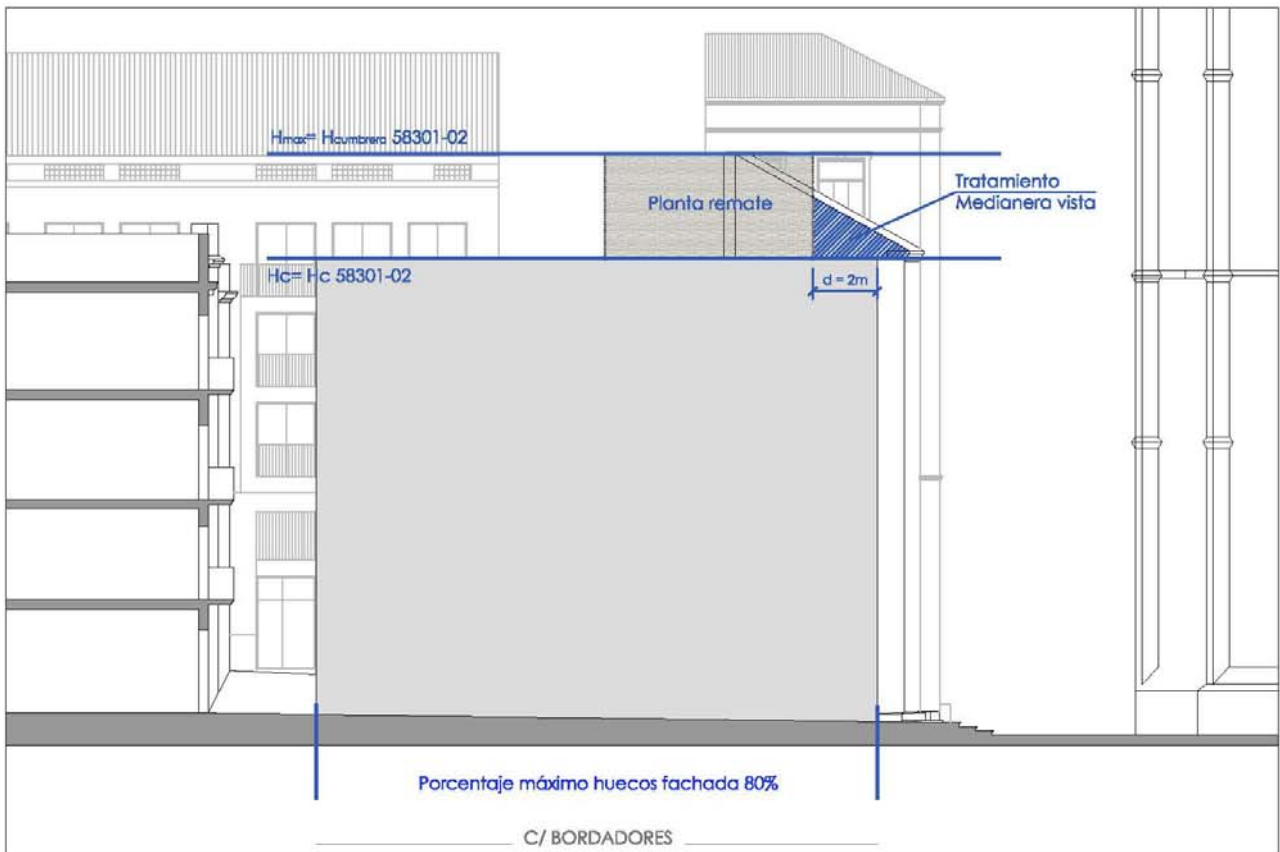 Hmax= Hcumbrera 58301-02
Planta remate
Tratamiento
Medianera vista
Hc= Hc 58301-02
d = 2m
Porcentaje máximo huecos fachada 80%
C/ BORDADORES